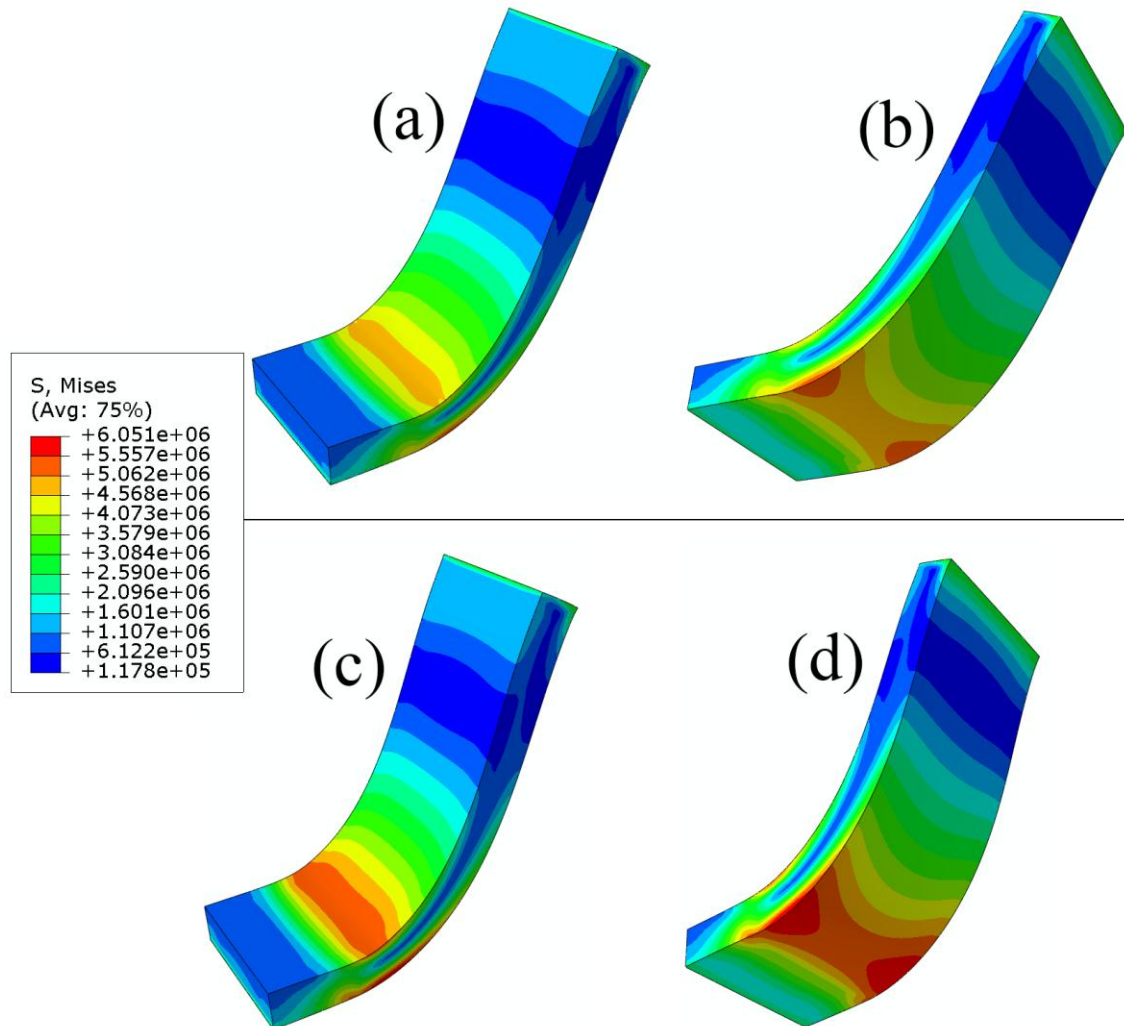 (a)
(b)
S, Mises
(Avg: 75%)
+6.051e+06
+5.557e+06
+5.062e+06
+4.568e+06
+4.073e+06
+3.579e+06
+3.084e+06
+2.590e+06
+2.096e+06
+1.601e+06
+1.107e+06
+6.122e+05
+1.178e+05
(c)
(d)